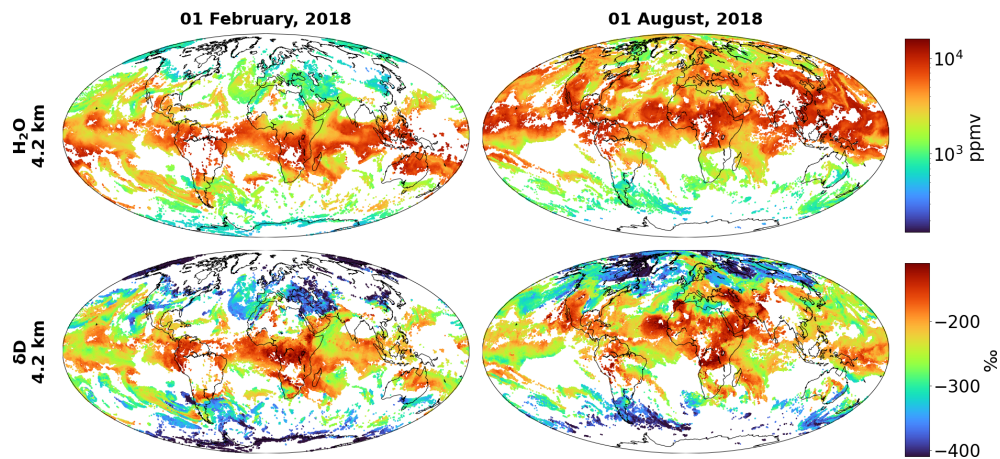 01 February, 2018
01 August, 2018
H₂O
4.2 km
10⁴
10³
ppmv
δD
4.2 km
−200
−300
−400
‰